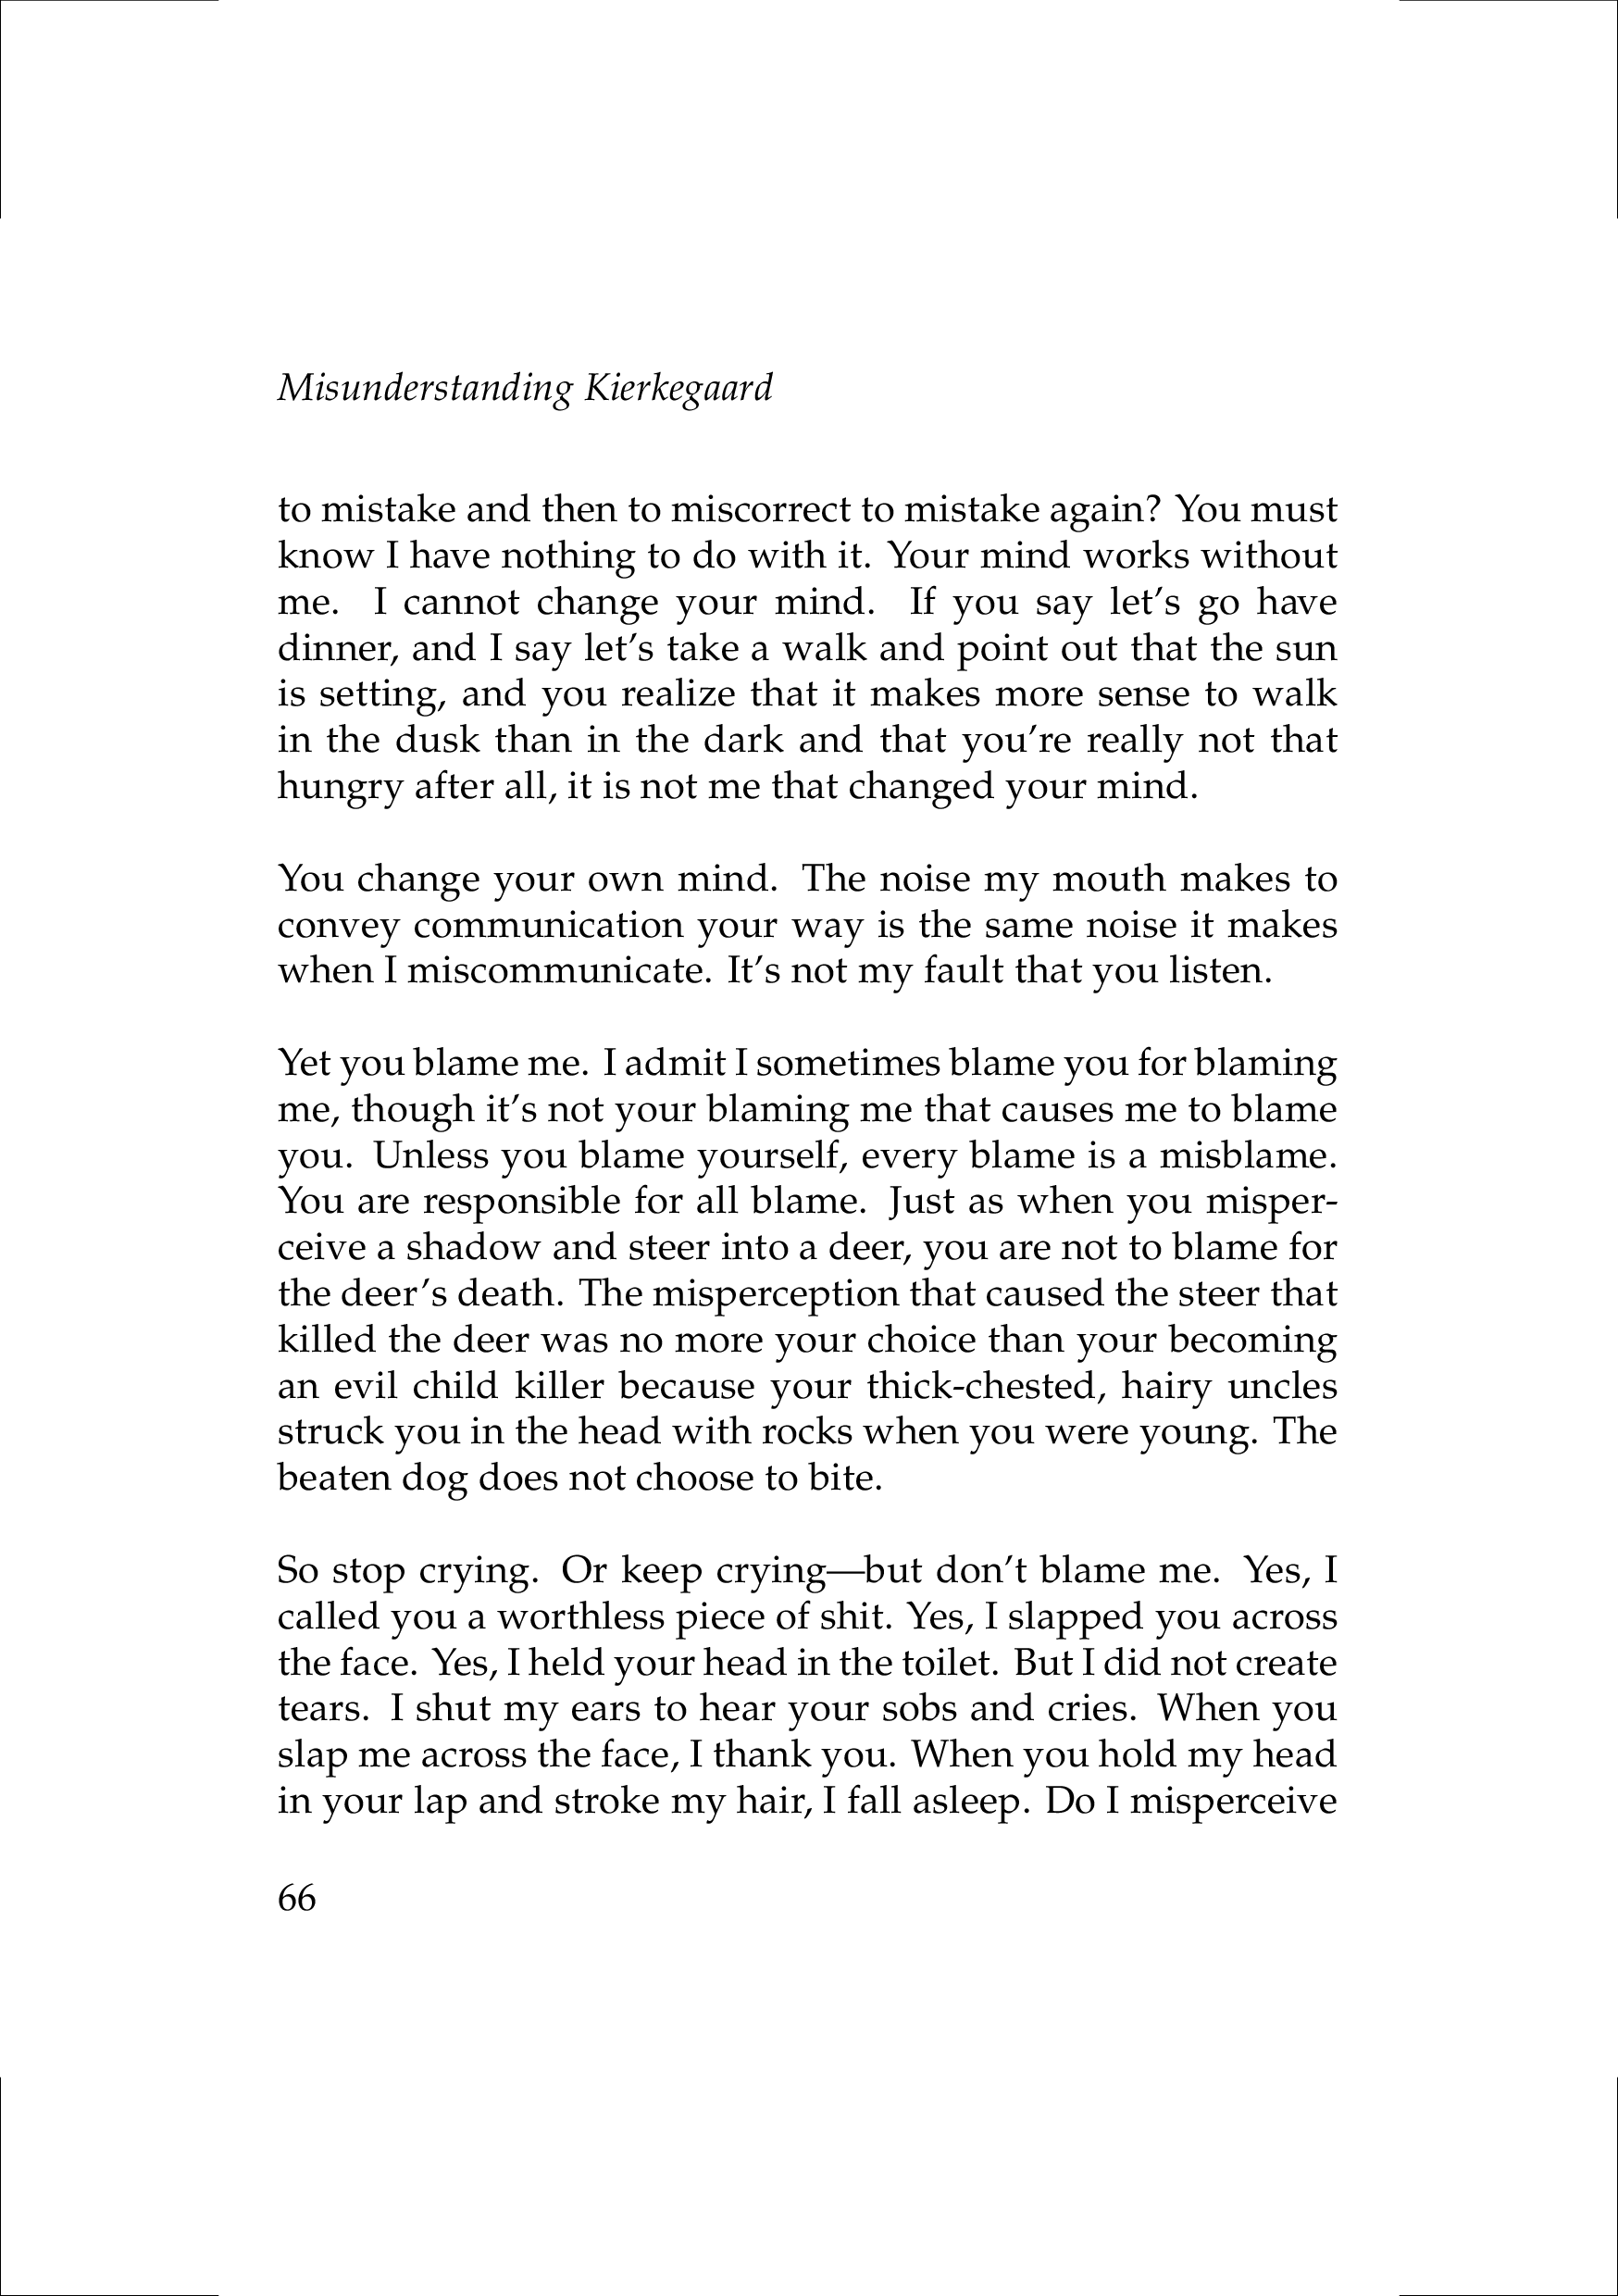 Misunderstanding Kierkegaard
to mistake and then to miscorrect to mistake again? You must
know I have nothing to do with it. Your mind works without
me. I cannot change your mind. If you say let’s go have
dinner, and I say let’s take a walk and point out that the sun
is setting, and you realize that it makes more sense to walk
in the dusk than in the dark and that you’re really not that
hungry after all, it is not me that changed your mind.
You change your own mind. The noise my mouth makes to
convey communication your way is the same noise it makes
when I miscommunicate. It’s not my fault that you listen.
Yet you blame me. I admit I sometimes blame you for blaming
me, though it’s not your blaming me that causes me to blame
you. Unless you blame yourself, every blame is a misblame.
You are responsible for all blame. Just as when you misper-
ceive a shadow and steer into a deer, you are not to blame for
the deer’s death. The misperception that caused the steer that
killed the deer was no more your choice than your becoming
an evil child killer because your thick-chested, hairy uncles
struck you in the head with rocks when you were young. The
beaten dog does not choose to bite.
So stop crying. Or keep crying—but don’t blame me. Yes, I
called you a worthless piece of shit. Yes, I slapped you across
the face. Yes, I held your head in the toilet. But I did not create
tears. I shut my ears to hear your sobs and cries. When you
slap me across the face, I thank you. When you hold my head
in your lap and stroke my hair, I fall asleep. Do I misperceive
66